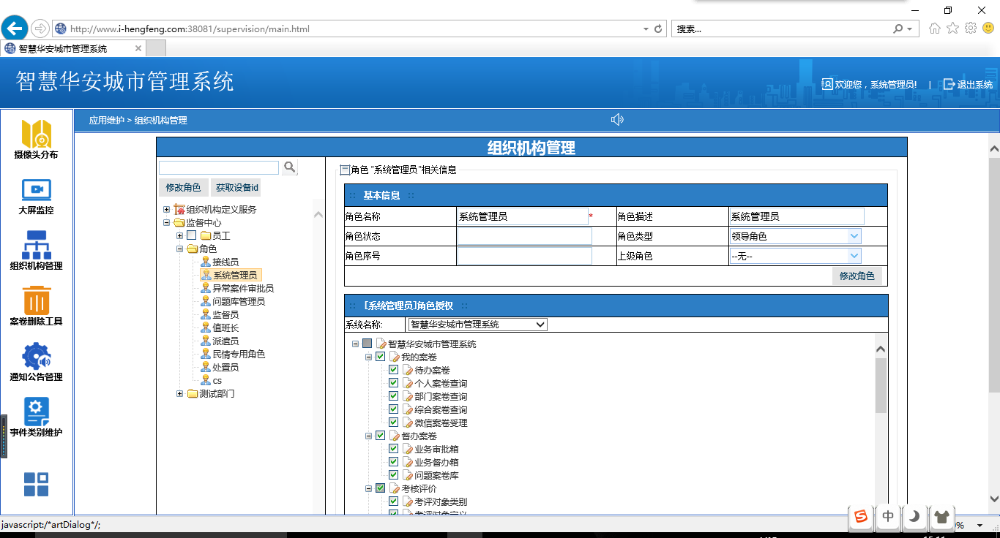 http://www.i-hengfeng.com:38081/supervision/main.html
搜索...
智慧华安城市管理系统
智慧华安城市管理系统
欢迎您，系统管理员! | 退出系统
应用维护 > 组织机构管理
摄像头分布
大屏监控
组织机构管理
案卷删除工具
通知公告管理
事件类别维护
组织机构管理
修改角色 获取设备id
组织机构定义服务
监督中心
员工
角色
接线员
系统管理员
异常案件审批员
问题库管理员
监督员
值班长
派遣员
民情专用角色
处置员
cs
测试部门
角色 "系统管理员"相关信息
基本信息
角色名称 系统管理员 * 角色描述 系统管理员
角色状态 角色类型 领导角色
角色序号 上级角色 --无--
修改角色
[系统管理员]角色授权
系统名称: 智慧华安城市管理系统
智慧华安城市管理系统
我的案卷
待办案卷
个人案卷查询
部门案卷查询
综合案卷查询
微信案卷受理
督办案卷
业务审批箱
业务督办箱
问题案卷库
考核评价
考评对象类别
考评对象定义
javascript:/*artDialog*/;
中
%